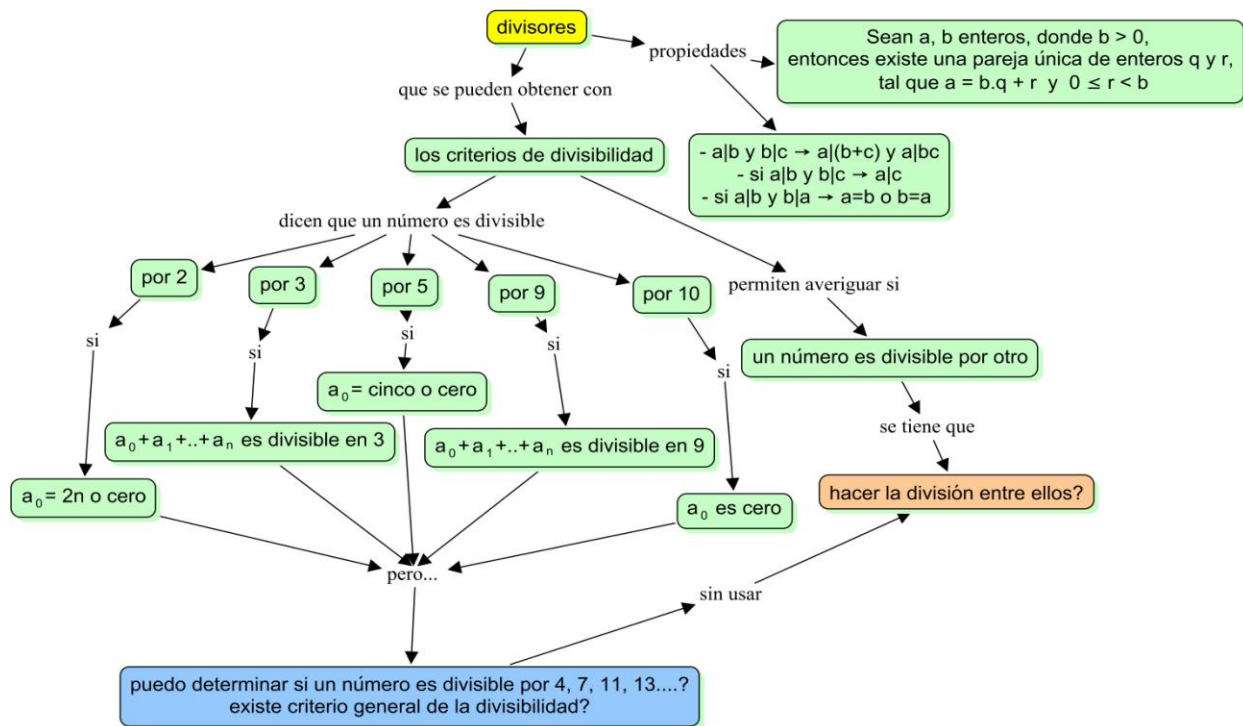 divisores
propiedades
Sean a, b enteros, donde b > 0,
entonces existe una pareja única de enteros q y r,
tal que a = b.q + r y 0 ≤ r < b
que se pueden obtener con
los criterios de divisibilidad
- a|b y b|c → a|(b+c) y a|bc
- si a|b y b|c → a|c
- si a|b y b|a → a=b o b=a
dicen que un número es divisible
por 2
por 3
por 5
por 9
por 10
permiten averiguar si
si
si
si
si
si
un número es divisible por otro
a₀= cinco o cero
se tiene que
a₀+a₁+..+aₙ es divisible en 3
a₀+a₁+..+aₙ es divisible en 9
a₀= 2n o cero
a₀ es cero
hacer la división entre ellos?
pero...
sin usar
puedo determinar si un número es divisible por 4, 7, 11, 13....?
existe criterio general de la divisibilidad?